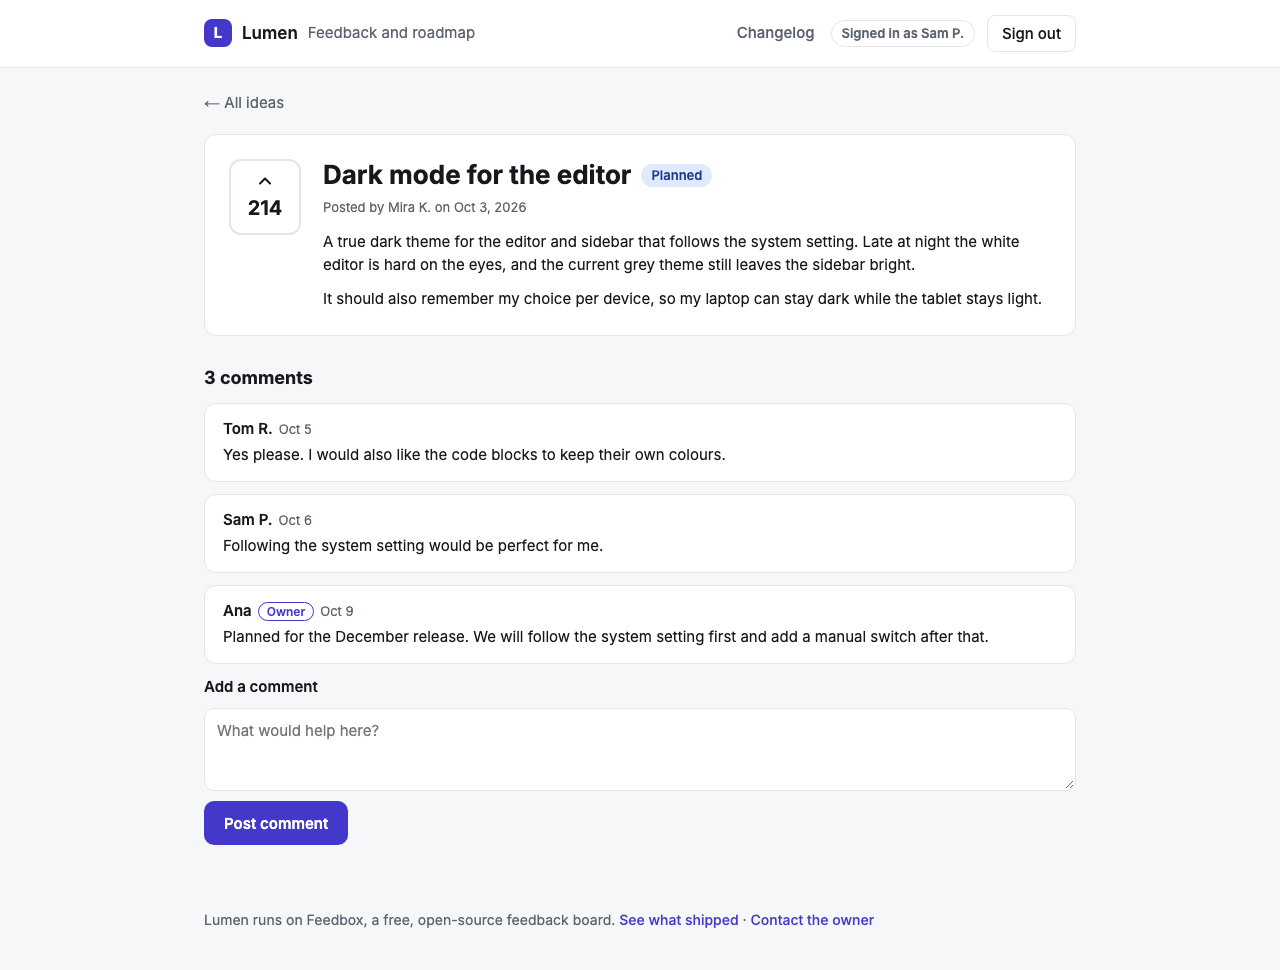 L Lumen Feedback and roadmap Changelog Signed in as Sam P. Sign out
← All ideas
214
Dark mode for the editor Planned
Posted by Mira K. on Oct 3, 2026
A true dark theme for the editor and sidebar that follows the system setting. Late at night the white
editor is hard on the eyes, and the current grey theme still leaves the sidebar bright.
It should also remember my choice per device, so my laptop can stay dark while the tablet stays light.
3 comments
Tom R. Oct 5
Yes please. I would also like the code blocks to keep their own colours.
Sam P. Oct 6
Following the system setting would be perfect for me.
Ana Owner Oct 9
Planned for the December release. We will follow the system setting first and add a manual switch after that.
Add a comment
What would help here?
Post comment
Lumen runs on Feedbox, a free, open-source feedback board. See what shipped · Contact the owner